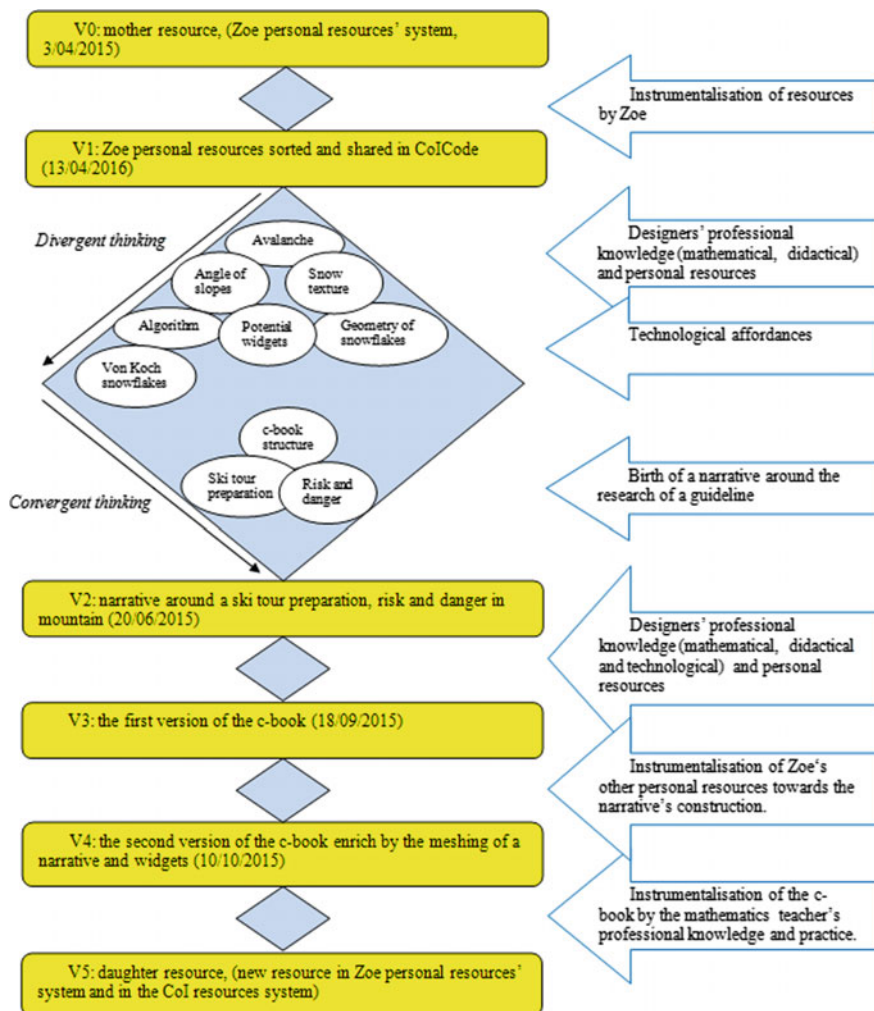 V0: mother resource, (Zoe personal resources' system,
3/04/2015)
Instrumentalisation of resources
by Zoe
V1: Zoe personal resources sorted and shared in CoICode
(13/04/2016)
Divergent thinking
Avalanche
Angle of
slopes
Snow
texture
Algorithm
Potential
widgets
Geometry of
snowflakes
Von Koch
snowflakes
Designers' professional
knowledge (mathematical, didactical)
and personal resources
Technological affordances
c-book
structure
Ski tour
preparation
Risk and
danger
Convergent thinking
Birth of a narrative around the
research of a guideline
V2: narrative around a ski tour preparation, risk and danger in
mountain (20/06/2015)
Designers' professional
knowledge (mathematical, didactical
and technological) and personal
resources
V3: the first version of the c-book (18/09/2015)
Instrumentalisation of Zoe‘s
other personal resources towards the
narrative's construction.
V4: the second version of the c-book enrich by the meshing of a
narrative and widgets (10/10/2015)
Instrumentalisation of the c-
book by the mathematics teacher's
professional knowledge and practice.
V5: daughter resource, (new resource in Zoe personal resources'
system and in the CoI resources system)